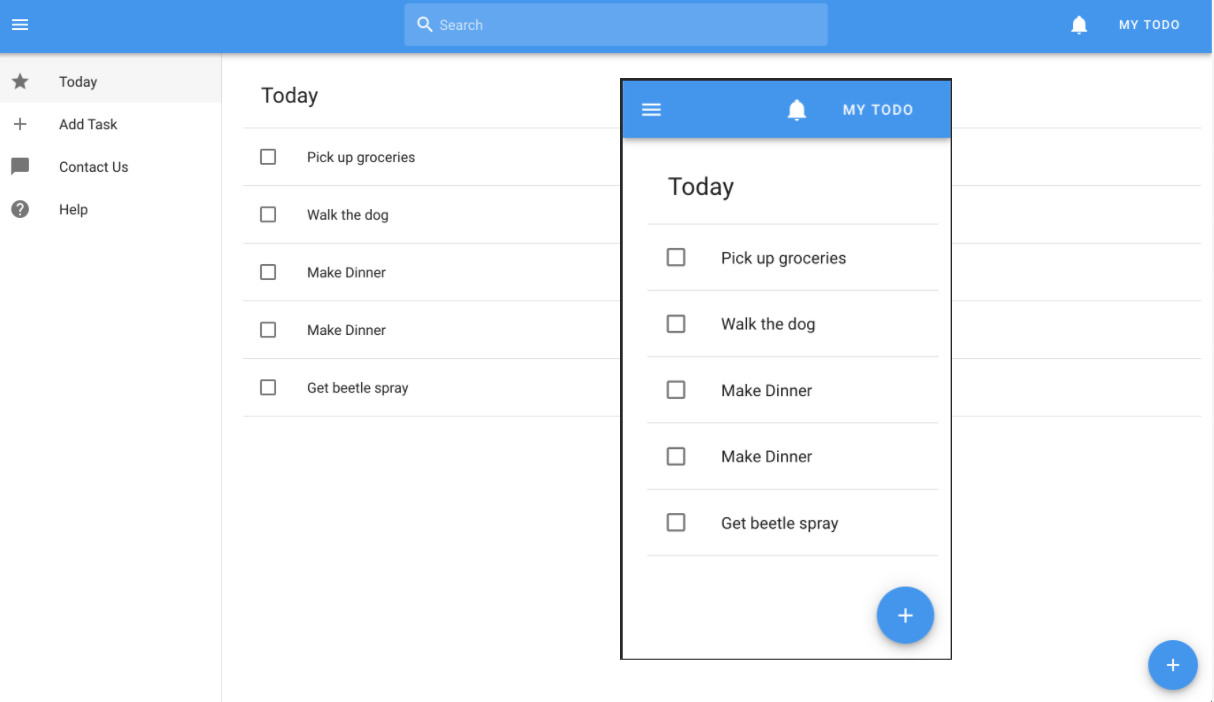 Search
MY TODO
Today
Add Task
Contact Us
Help
Today
Pick up groceries
Walk the dog
Make Dinner
Make Dinner
Get beetle spray
MY TODO
Today
Pick up groceries
Walk the dog
Make Dinner
Make Dinner
Get beetle spray